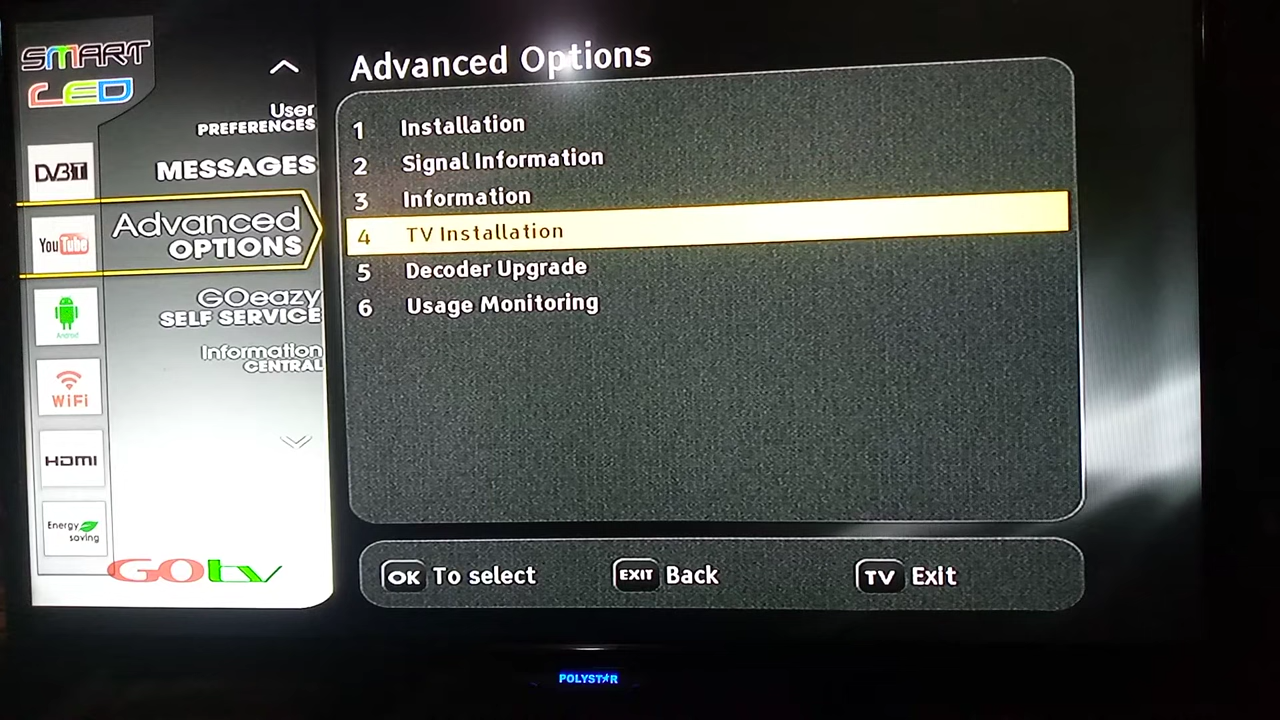 SMART
LED
DVB-T
YouTube
Android
WiFi
HDMI
Energy
saving
User
PREFERENCES
MESSAGES
Advanced
OPTIONS
GOeazy
SELF SERVICE
Information
CENTRAL
GOtv
Advanced Options
1 Installation
2 Signal Information
3 Information
4 TV Installation
5 Decoder Upgrade
6 Usage Monitoring
OK To select
EXIT Back
TV Exit
POLYSTAR